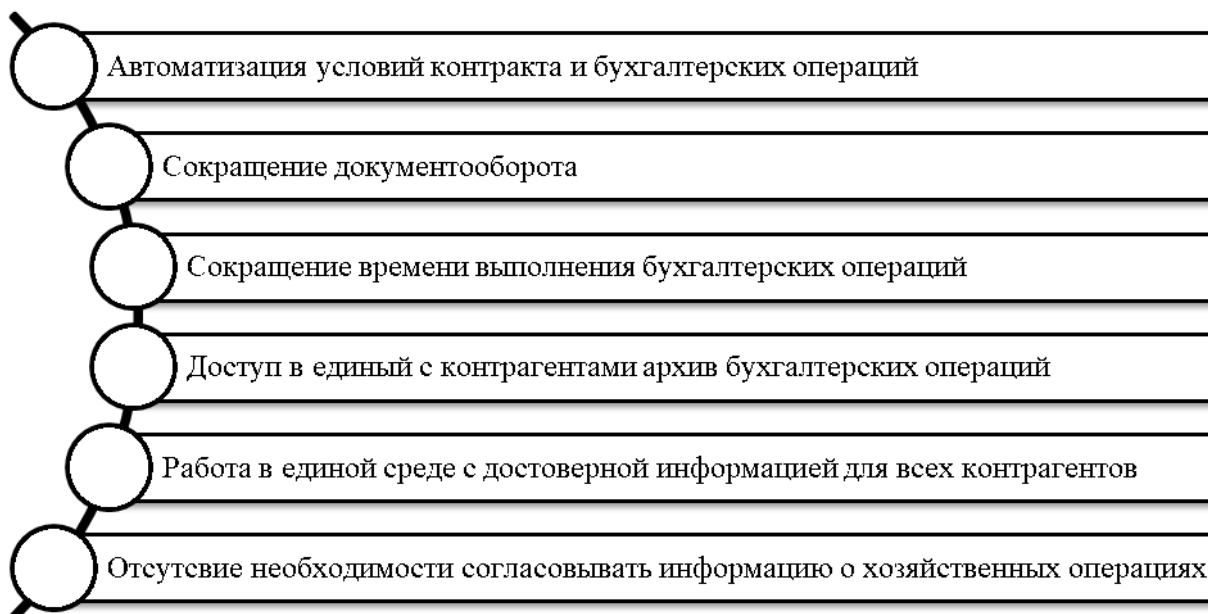 Автоматизация условий контракта и бухгалтерских операций
Сокращение документооборота
Сокращение времени выполнения бухгалтерских операций
Доступ в единый с контрагентами архив бухгалтерских операций
Работа в единой среде с достоверной информацией для всех контрагентов
Отсутсвие необходимости согласовывать информацию о хозяйственных операциях